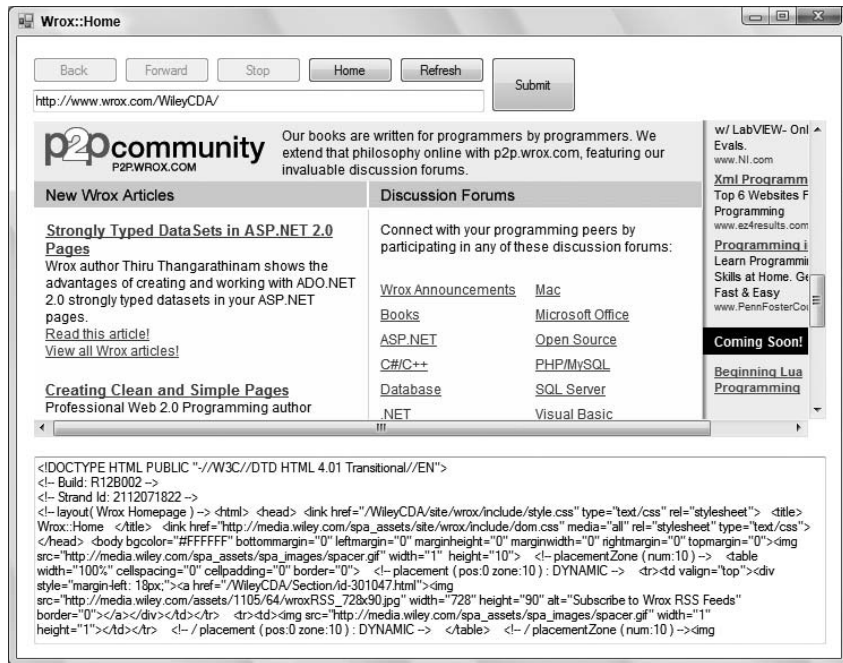 Wrox::Home
Back Forward Stop Home Refresh Submit
http://www.wrox.com/WileyCDA/
p2pcommunity
P2P.WROX.COM
Our books are written for programmers by programmers. We
extend that philosophy online with p2p.wrox.com, featuring our
invaluable discussion forums.
New Wrox Articles
Strongly Typed DataSets in ASP.NET 2.0
Pages
Wrox author Thiru Thangarathinam shows the
advantages of creating and working with ADO.NET
2.0 strongly typed datasets in your ASP.NET
pages.
Read this article!
View all Wrox articles!
Creating Clean and Simple Pages
Professional Web 2.0 Programming author
Discussion Forums
Connect with your programming peers by
participating in any of these discussion forums:
Wrox Announcements Mac
Books Microsoft Office
ASP.NET Open Source
C#/C++ PHP/MySQL
Database SQL Server
.NET Visual Basic
w/ LabVIEW- Onl
Evals.
www.NI.com
Xml Programm
Top 6 Websites F
Programming
www.ez4results.com
Programming i
Learn Programmi
Skills at Home. Ge
Fast & Easy
www.PennFosterCo
Coming Soon!
Beginning Lua
Programming
<!DOCTYPE HTML PUBLIC "-//W3C//DTD HTML 4.01 Transitional//EN">
<!-- Build: R12B002 -->
<!-- Strand Id: 2112071822 -->
<!-- layout( Wrox Homepage ) --> <html> <head> <link href="/WileyCDA/site/wrox/include/style.css" type="text/css" rel="stylesheet"> <title>
Wrox::Home </title> <link href="http://media.wiley.com/spa_assets/site/wrox/include/dom.css" media="all" rel="stylesheet" type="text/css">
</head> <body bgcolor="#FFFFFF" bottommargin="0" leftmargin="0" marginheight="0" marginwidth="0" rightmargin="0" topmargin="0"><img
src="http://media.wiley.com/spa_assets/spa_images/spacer.gif" width="1" height="10"> <!-- placementZone ( num:10 ) --> <table
width="100%" cellspacing="0" cellpadding="0" border="0"> <!-- placement ( pos:0 zone:10 ) : DYNAMIC --> <tr><td valign="top"><div
style="margin-left: 18px;"><a href="/WileyCDA/Section/id-301047.html"><img
src="http://media.wiley.com/assets/1105/64/wroxRSS_728x90.jpg" width="728" height="90" alt="Subscribe to Wrox RSS Feeds"
border="0"></a></div></td></tr> <tr><td><img src="http://media.wiley.com/spa_assets/spa_images/spacer.gif" width="1"
height="1"></td></tr> <!-- / placement ( pos:0 zone:10 ) : DYNAMIC --> </table> <!-- / placementZone ( num:10 ) --><img